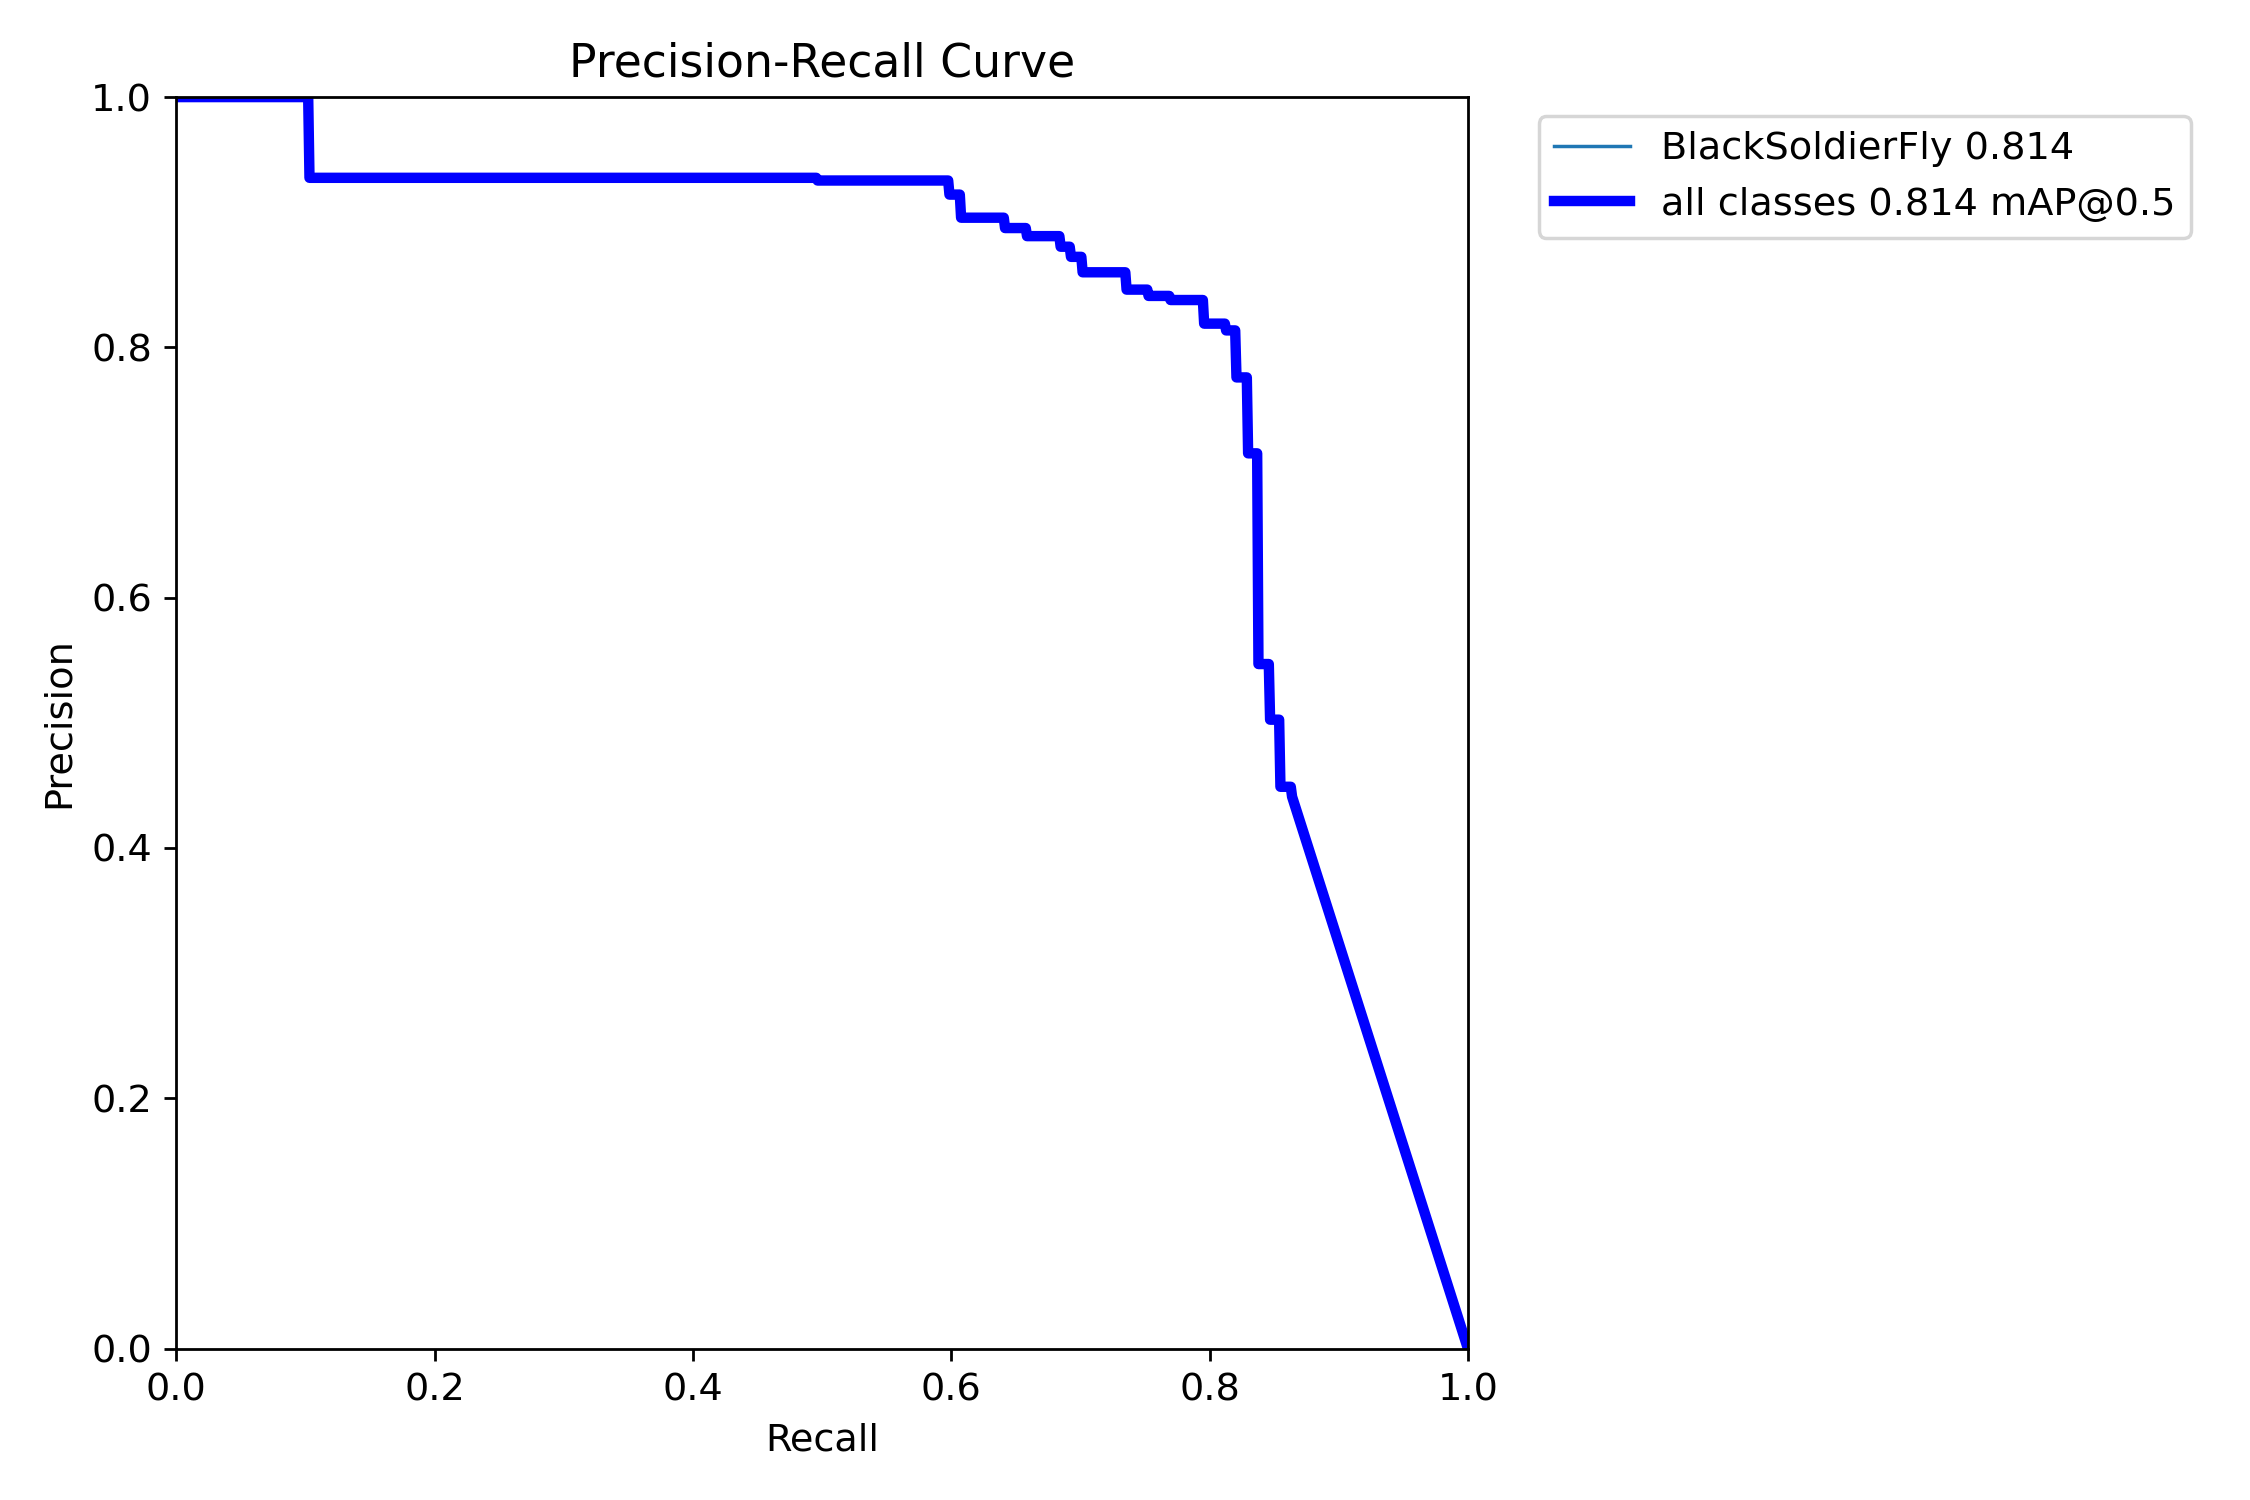 Precision-Recall Curve
1.0
0.8
0.6
0.4
0.2
0.0
Precision
0.0 0.2 0.4 0.6 0.8 1.0
Recall
BlackSoldierFly 0.814
all classes 0.814 mAP@0.5